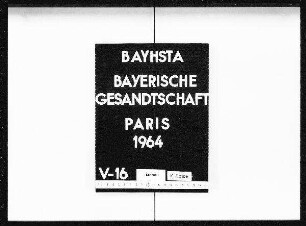 BAYHSTA
BAYERISCHE
GESANDTSCHAFT
PARIS
1964
V-16